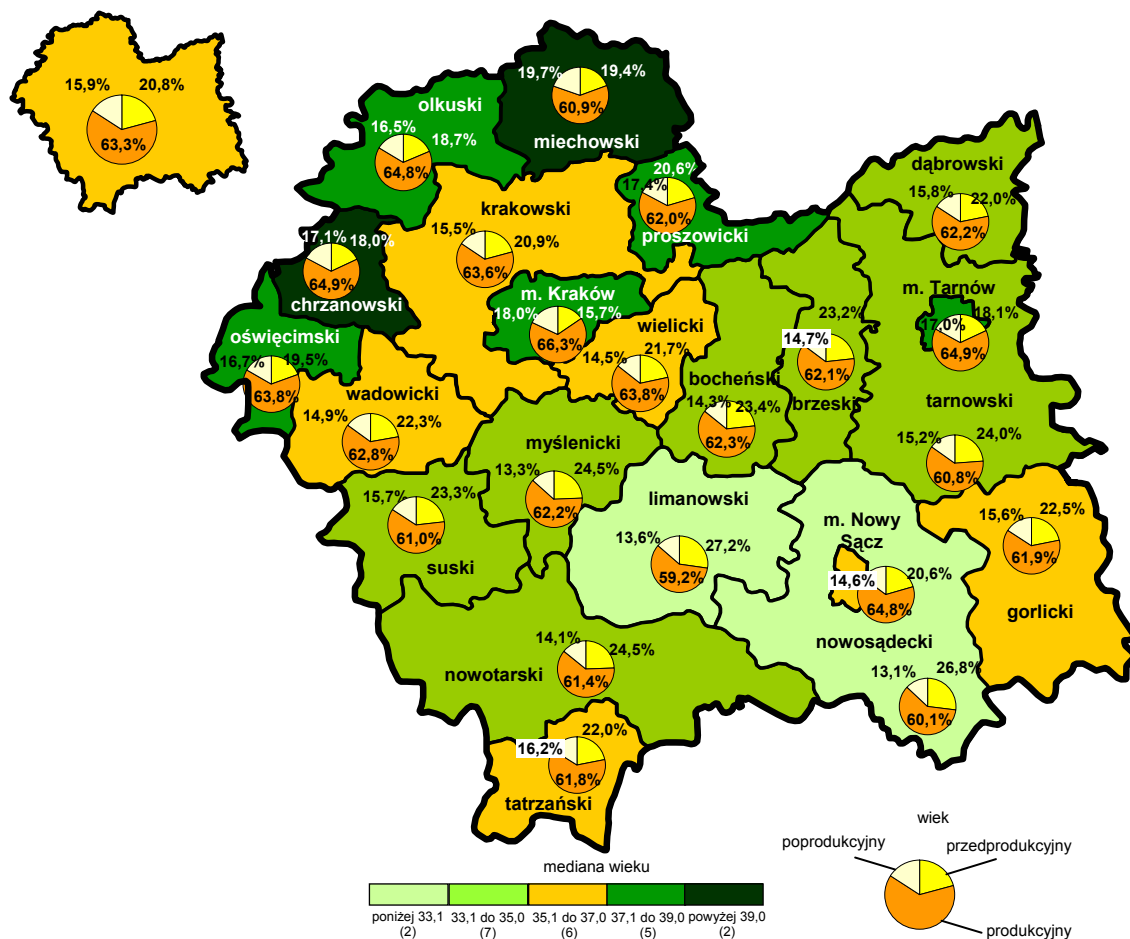 15,9% 20,8%
63,3%
19,7% 19,4%
60,9%
miechowski
olkuski
16,5%
18,7%
64,8%
dąbrowski
15,8% 22,0%
62,2%
20,6%
17,4%
62,0%
proszowicki
krakowski
15,5% 20,9%
63,6%
17,1% 18,0%
64,9%
chrzanowski
m. Kraków
18,0% 15,7%
66,3%
m. Tarnów
17,0% 18,1%
64,9%
oświęcimski
16,7% 19,5%
63,8%
wielicki
14,5% 21,7%
63,8%
23,2%
14,7%
62,1%
brzeski
bocheński
14,3% 23,4%
62,3%
wadowicki
14,9% 22,3%
62,8%
tarnowski
15,2% 24,0%
60,8%
myślenicki
13,3% 24,5%
62,2%
15,7% 23,3%
61,0%
suski
limanowski
13,6% 27,2%
59,2%
m. Nowy
Sącz
14,6% 20,6%
64,8%
15,6% 22,5%
61,9%
gorlicki
nowosądecki
13,1% 26,8%
60,1%
14,1% 24,5%
nowotarski
61,4%
22,0%
16,2%
61,8%
tatrzański
mediana wieku
poniżej 33,1 33,1 do 35,0 35,1 do 37,0 37,1 do 39,0 powyżej 39,0
(2) (7) (6) (5) (2)
wiek
poprodukcyjny przedprodukcyjny
produkcyjny